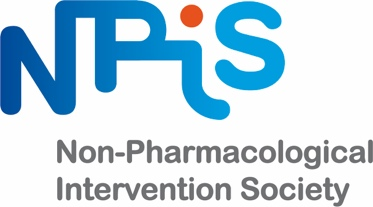 NPiS
Non-Pharmacological
Intervention Society